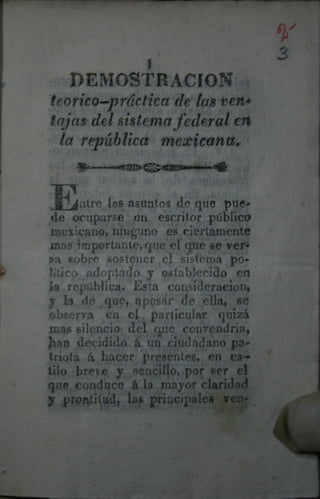 2
3
1
DEMOSTRACION
teorico-práctica de las ven-
tajas del sistema federal en
la república mexicana.
Entre los asuntos de que pue-
de ocuparse un escritor público
mexicano, ninguno es ciertamente
mas importante, que el que se ver-
sa sobre sostener el sistema po-
lítico adoptado y establecido en
la república. Esta consideracion,
y la de que, apesar de ella, se
observa en el particular quizá
mas silencio del que convendria,
han decidido á un ciudadano pa-
triota á hacer presentes, en es-
tilo breve y sencillo, por ser el
que conduce á la mayor claridad
y prontitud, las principales ven-